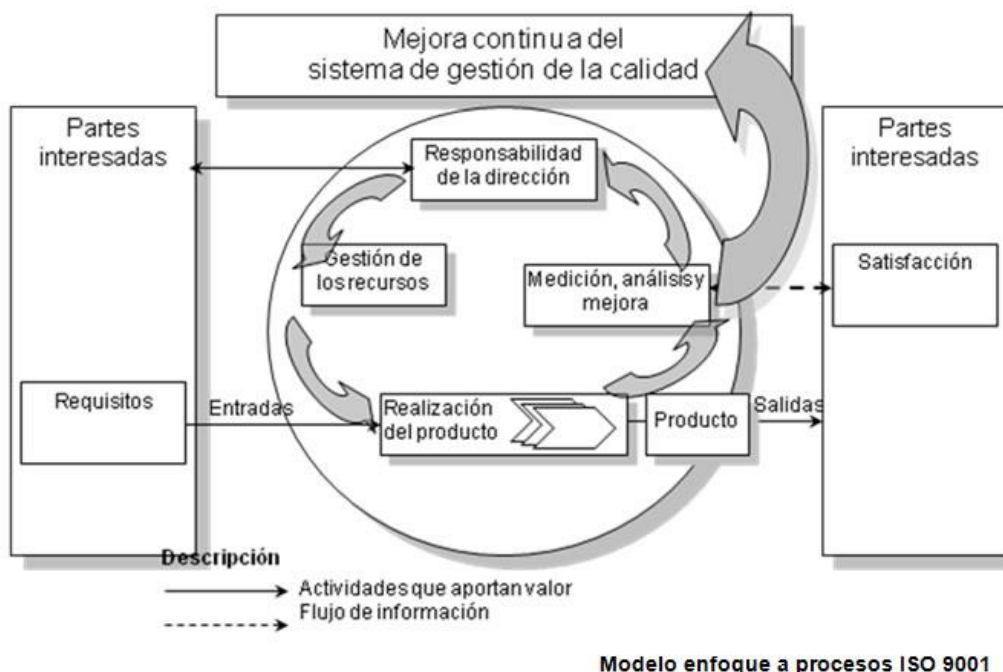 Mejora continua del
sistema de gestión de la calidad
Partes
interesadas
Responsabilidad
de la dirección
Partes
interesadas
Gestión de
los recursos
Medición, análisis y
mejora
Satisfacción
Requisitos
Entradas
Realización
del producto
Producto
Salidas
Descripción
Actividades que aportan valor
Flujo de información
Modelo enfoque a procesos ISO 9001